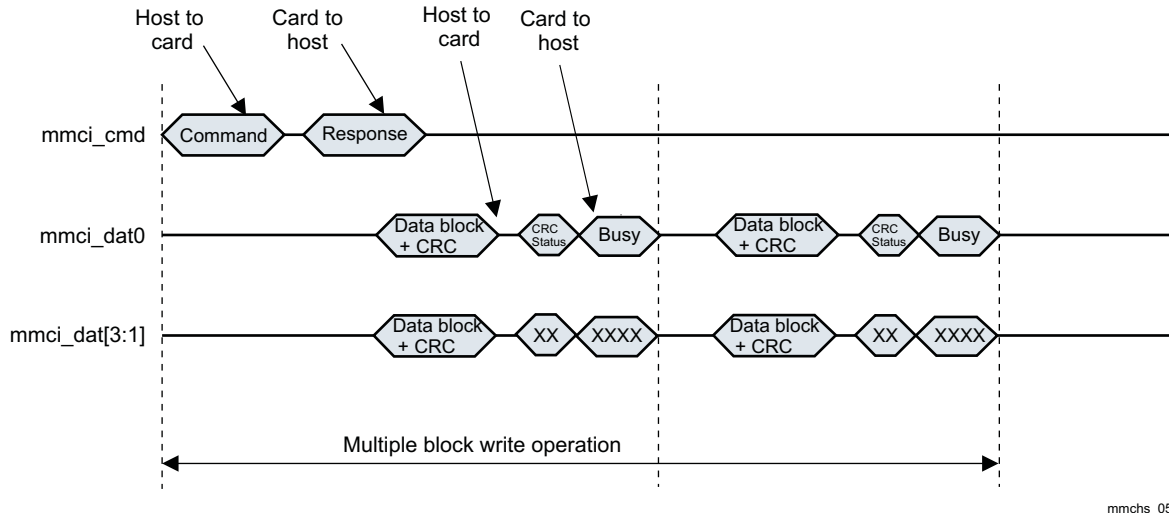 Host to
card
Card to
host
Host to
card
Card to
host
mmci_cmd
Command
Response
mmci_dat0
Data block
+ CRC
CRC
Status
Busy
Data block
+ CRC
CRC
Status
Busy
mmci_dat[3:1]
Data block
+ CRC
XX
XXXX
Data block
+ CRC
XX
XXXX
Multiple block write operation